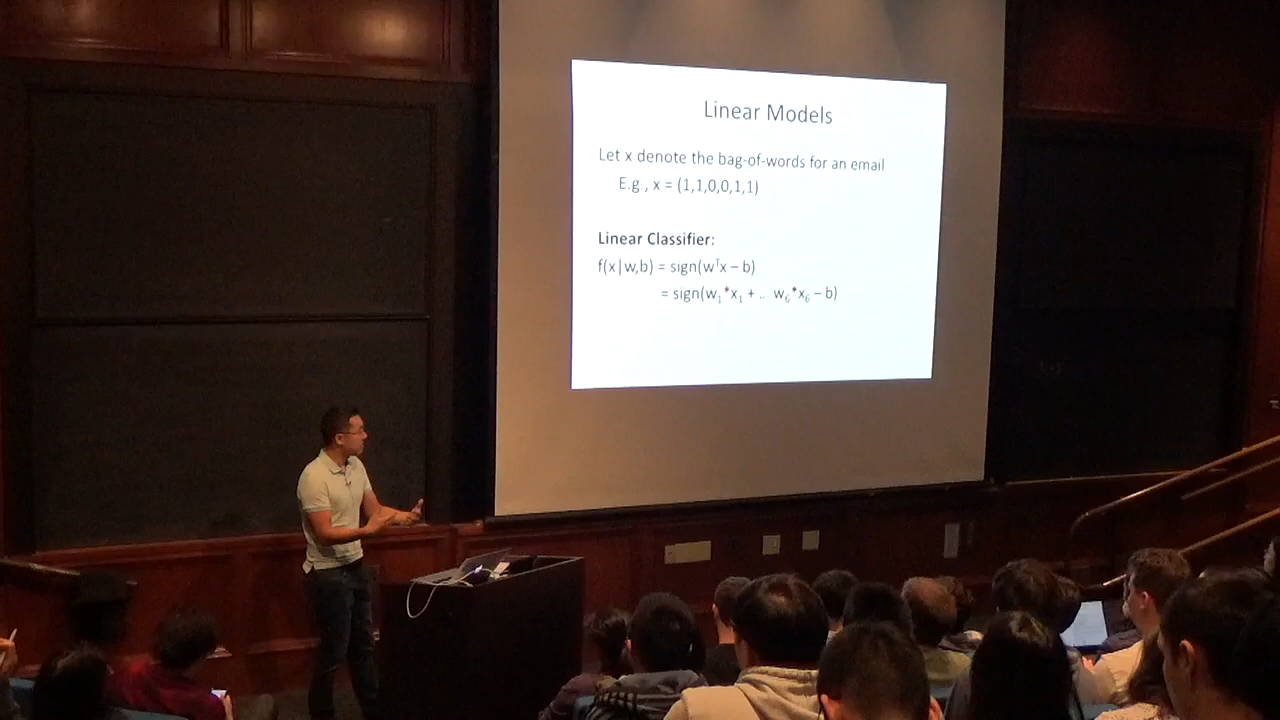 Linear Models
Let x denote the bag-of-words for an email
E.g., x = (1,1,0,0,1,1)
Linear Classifier:
f(x|w,b) = sign(wᵀx – b)
= sign(w₁*x₁ + .. w₆*x₆ – b)